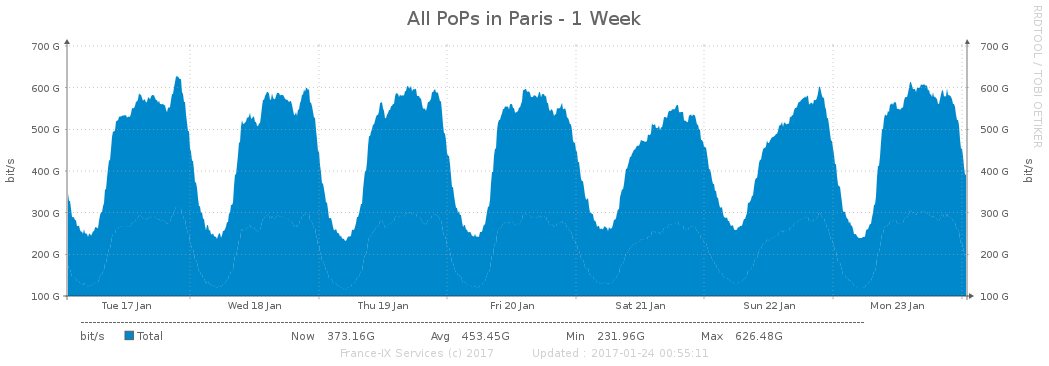 All PoPs in Paris - 1 Week
RRDTOOL / TOBI OETIKER
700 G 700 G
600 G 600 G
500 G 500 G
400 G 400 G
300 G 300 G
200 G 200 G
100 G 100 G
bit/s bit/s
Tue 17 Jan Wed 18 Jan Thu 19 Jan Fri 20 Jan Sat 21 Jan Sun 22 Jan Mon 23 Jan
bit/s Total Now 373.16G Avg 453.45G Min 231.96G Max 626.48G
France-IX Services (c) 2017 Updated : 2017-01-24 00:55:11